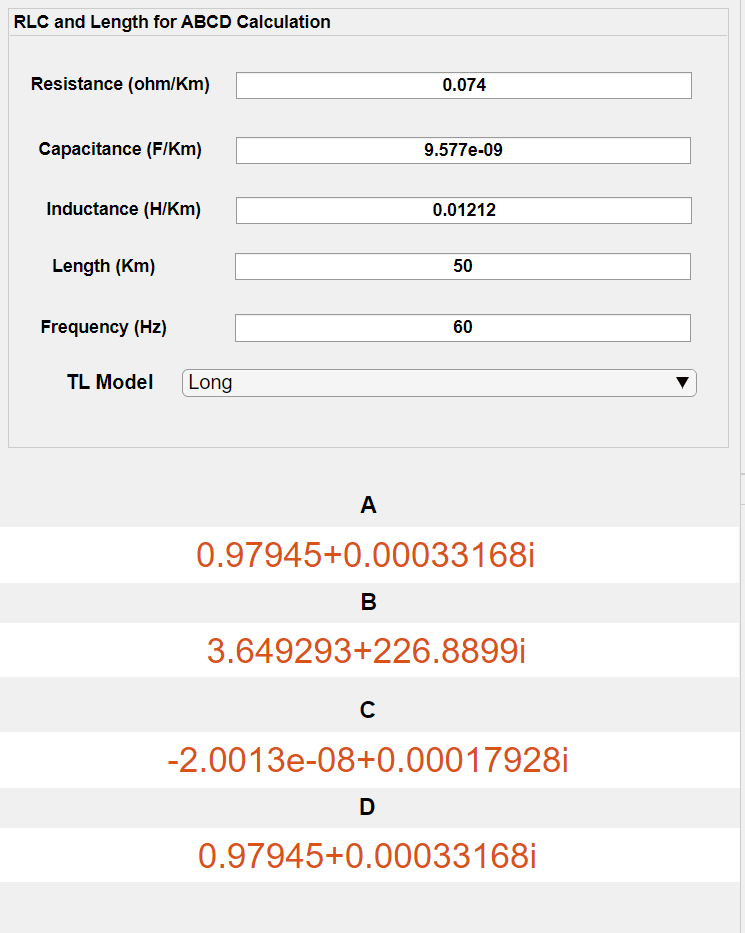 RLC and Length for ABCD Calculation
Resistance (ohm/Km) 0.074
Capacitance (F/Km) 9.577e-09
Inductance (H/Km) 0.01212
Length (Km) 50
Frequency (Hz) 60
TL Model Long
A
0.97945+0.00033168i
B
3.649293+226.8899i
C
-2.0013e-08+0.00017928i
D
0.97945+0.00033168i